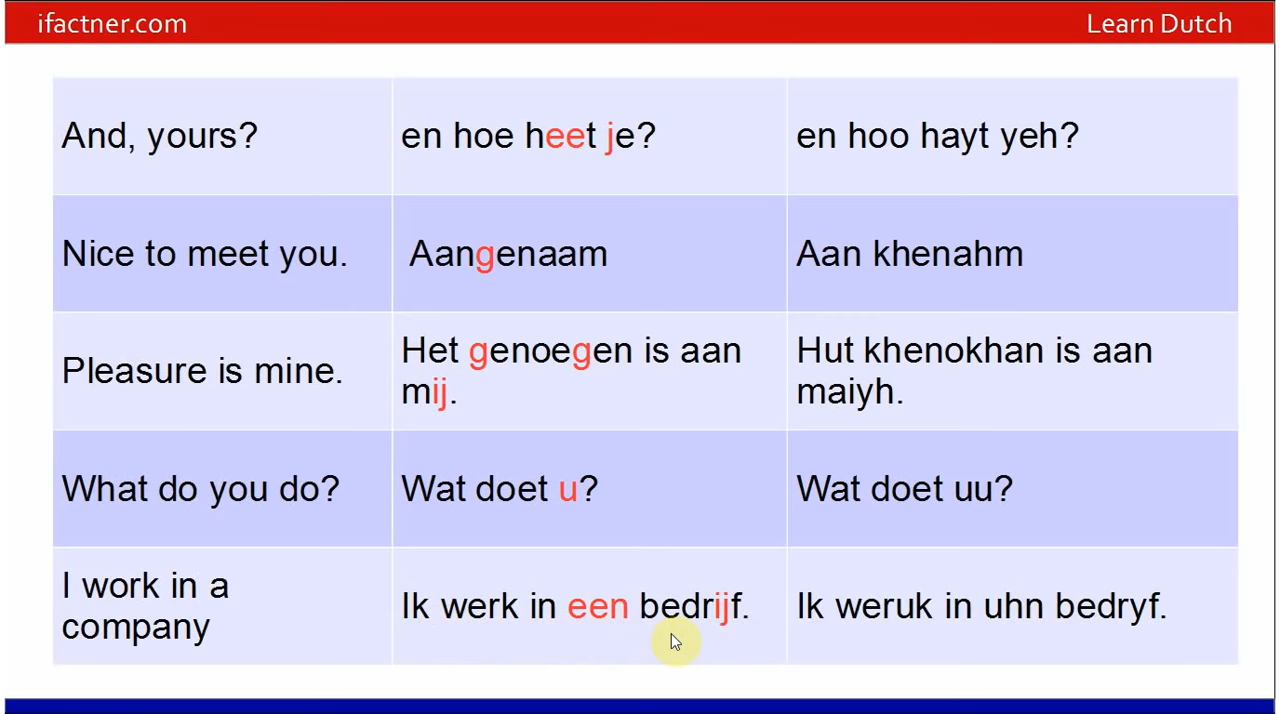 ifactner.com
Learn Dutch
And, yours?
en hoe heet je?
en hoo hayt yeh?
Nice to meet you.
Aangenaam
Aan khenahm
Pleasure is mine.
Het genoegen is aan
mij.
Hut khenokhan is aan
maiyh.
What do you do?
Wat doet u?
Wat doet uu?
I work in a
company
Ik werk in een bedrijf.
Ik weruk in uhn bedryf.